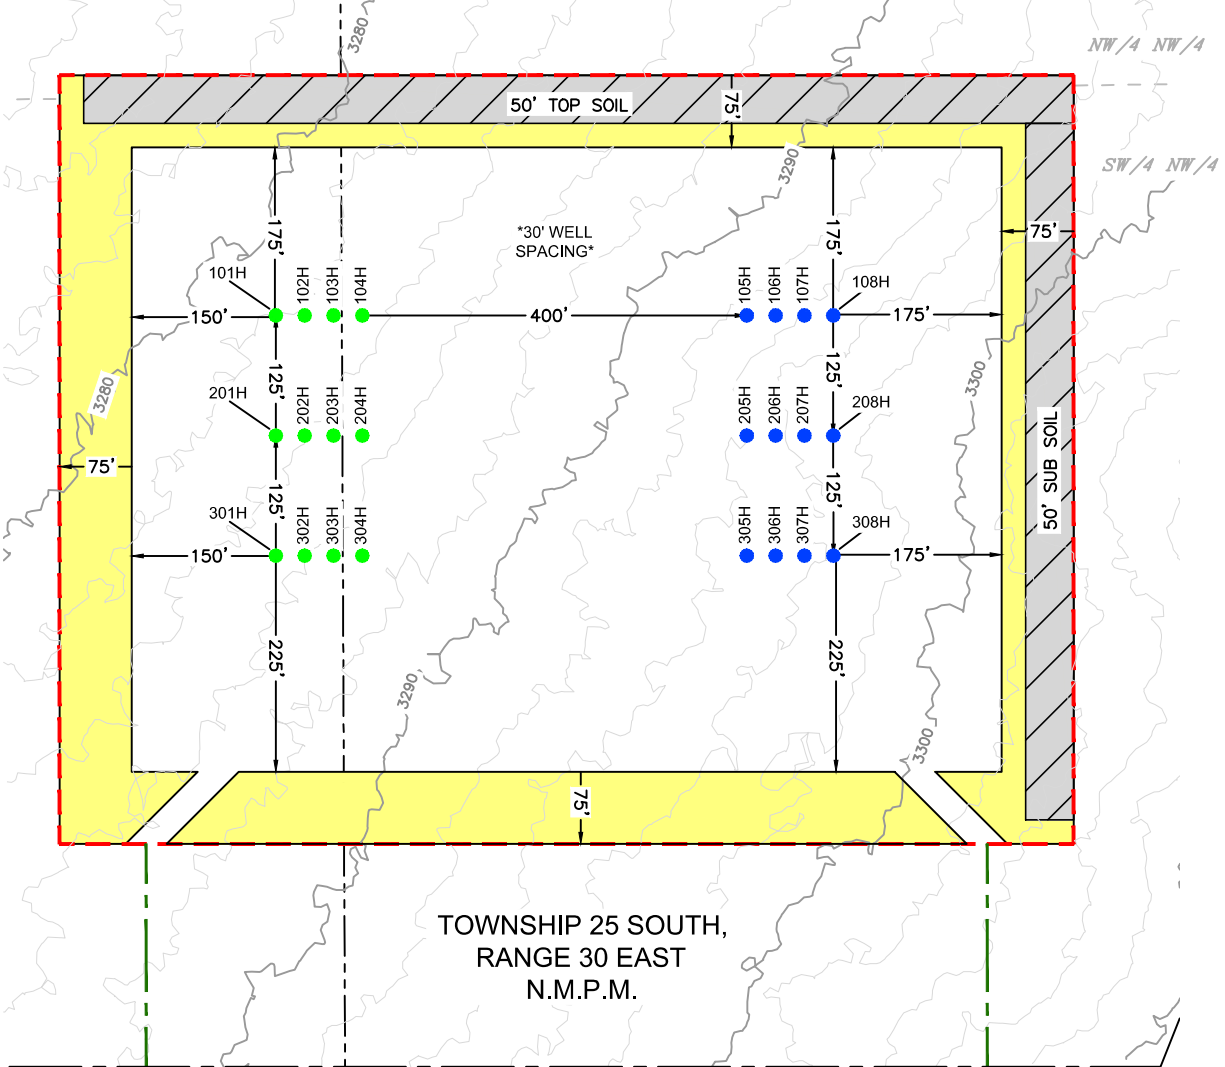 3280
NW/4 NW/4
50' TOP SOIL
75'
3290
SW/4 NW/4
175'
*30' WELL
SPACING*
175'
75'
101H
102H
103H
104H
105H
106H
107H
108H
150'
400'
175'
125'
125'
3280
3300
201H
202H
203H
204H
205H
206H
207H
208H
75'
50' SUB SOIL
125'
125'
301H
302H
303H
304H
305H
306H
307H
308H
150'
175'
225'
225'
3290
3300
75'
TOWNSHIP 25 SOUTH,
RANGE 30 EAST
N.M.P.M.